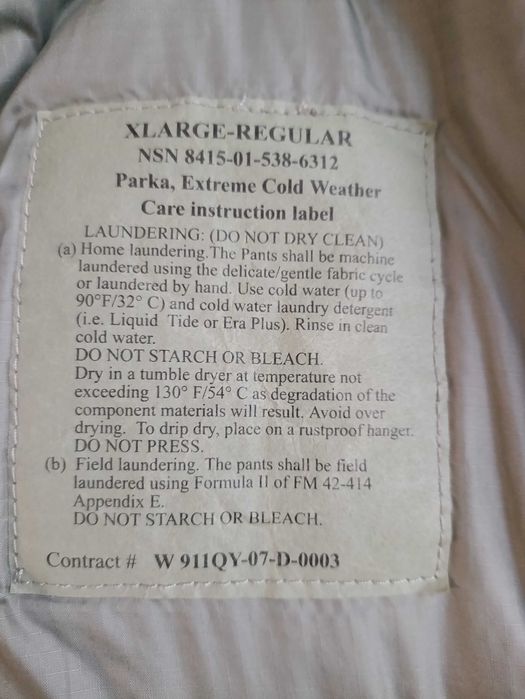 XLARGE-REGULAR
NSN 8415-01-538-6312
Parka, Extreme Cold Weather
Care instruction label
LAUNDERING: (DO NOT DRY CLEAN)
(a) Home laundering.The Pants shall be machine
laundered using the delicate/gentle fabric cycle
or laundered by hand. Use cold water (up to
90°F/32° C) and cold water laundry detergent
(i.e. Liquid Tide or Era Plus). Rinse in clean
cold water.
DO NOT STARCH OR BLEACH.
Dry in a tumble dryer at temperature not
exceeding 130° F/54° C as degradation of the
component materials will result. Avoid over
drying. To drip dry, place on a rustproof hanger.
DO NOT PRESS.
(b) Field laundering. The pants shall be field
laundered using Formula II of FM 42-414
Appendix E.
DO NOT STARCH OR BLEACH.
Contract # W 911QY-07-D-0003